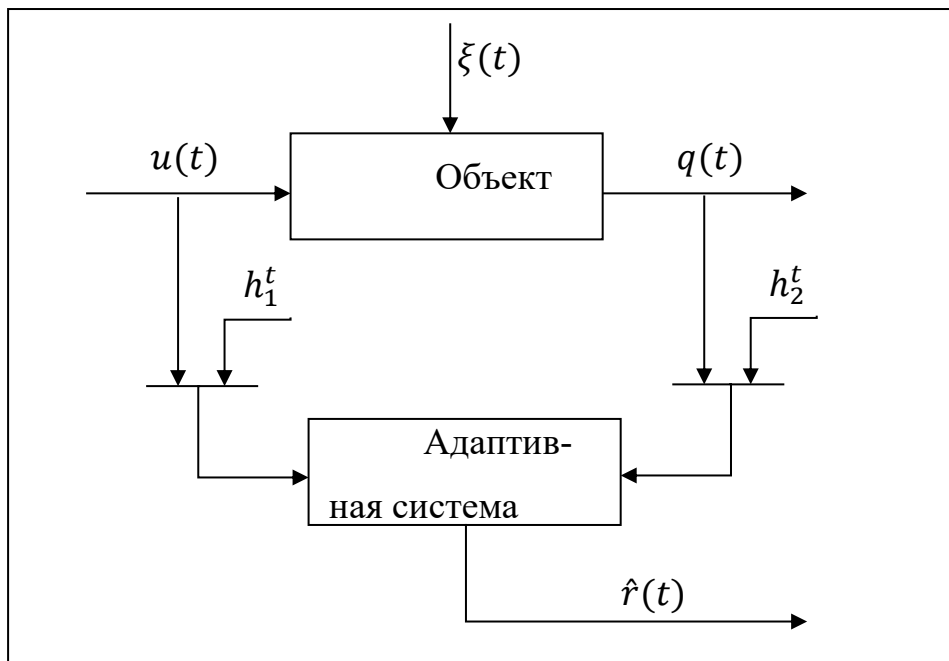 ξ(t)
u(t)
Объект
q(t)
h₁ᵗ
h₂ᵗ
Адаптив-
ная система
r̂(t)